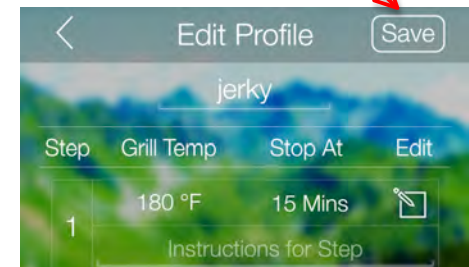 Edit Profile Save
jerky
Step Grill Temp Stop At Edit
180 °F 15 Mins
1
Instructions for Step